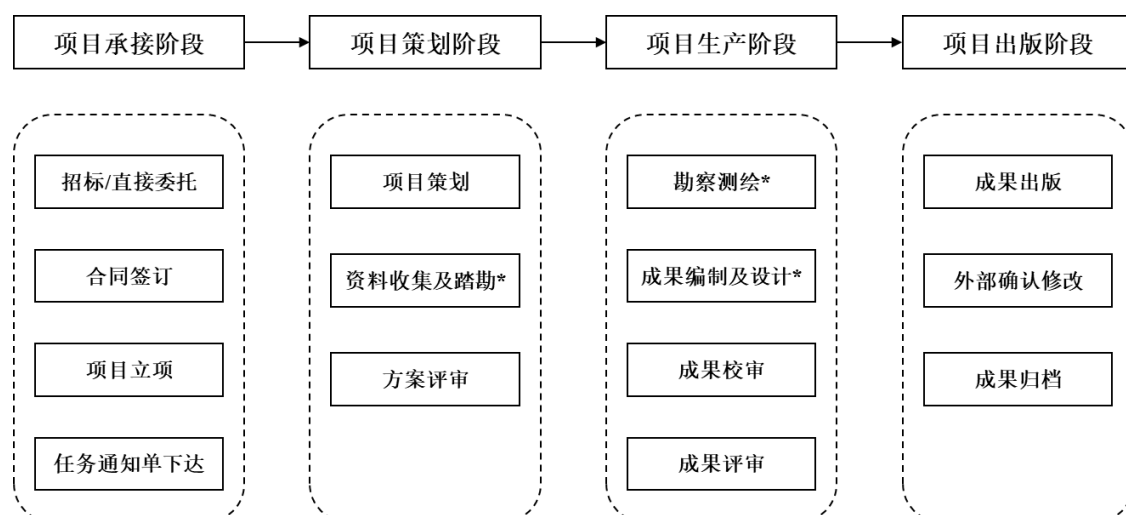 项目承接阶段
项目策划阶段
项目生产阶段
项目出版阶段
招标/直接委托
合同签订
项目立项
任务通知单下达
项目策划
资料收集及踏勘*
方案评审
勘察测绘*
成果编制及设计*
成果校审
成果评审
成果出版
外部确认修改
成果归档